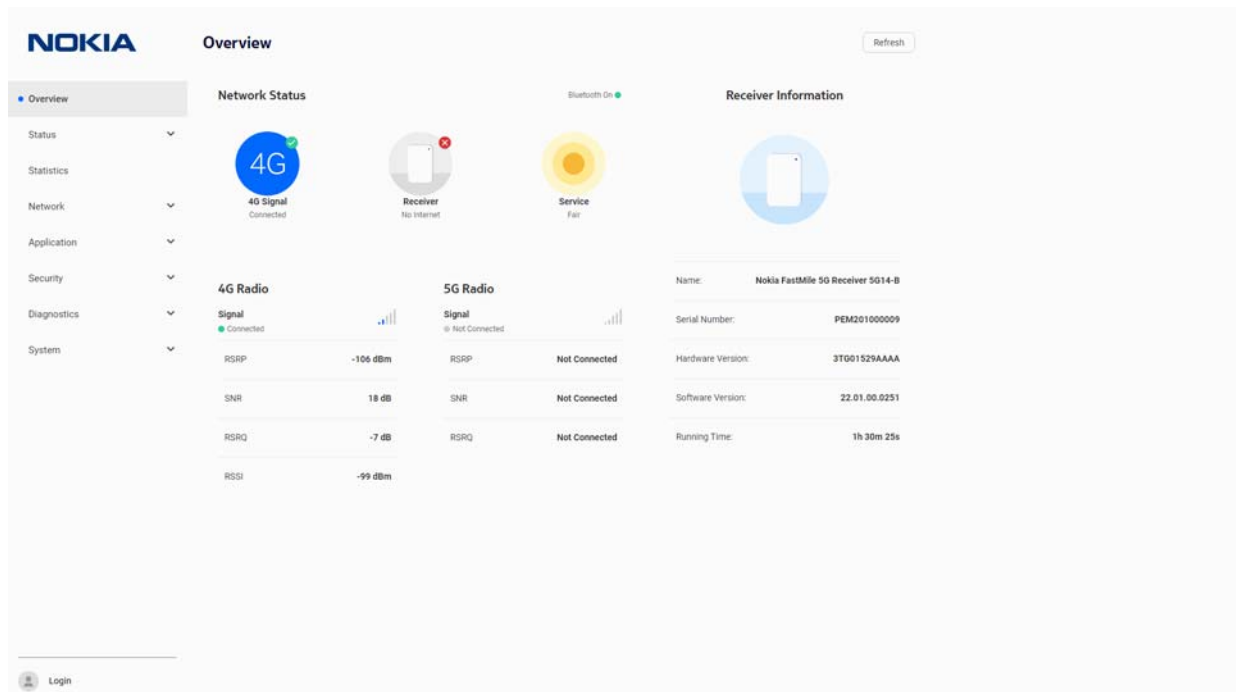 NOKIA
Overview
Refresh
Overview
Status
Statistics
Network
Application
Security
Diagnostics
System
Login
Network Status
Bluetooth On
4G
4G Signal
Connected
Receiver
No Internet
Service
Fair
4G Radio
Signal
Connected
RSRP -106 dBm
SNR 18 dB
RSRQ -7 dB
RSSI -99 dBm
5G Radio
Signal
Not Connected
RSRP Not Connected
SNR Not Connected
RSRQ Not Connected
Receiver Information
Name: Nokia FastMile 5G Receiver 5G14-B
Serial Number: PEM201000009
Hardware Version: 3TG01529AAAA
Software Version: 22.01.00.0251
Running Time: 1h 30m 25s